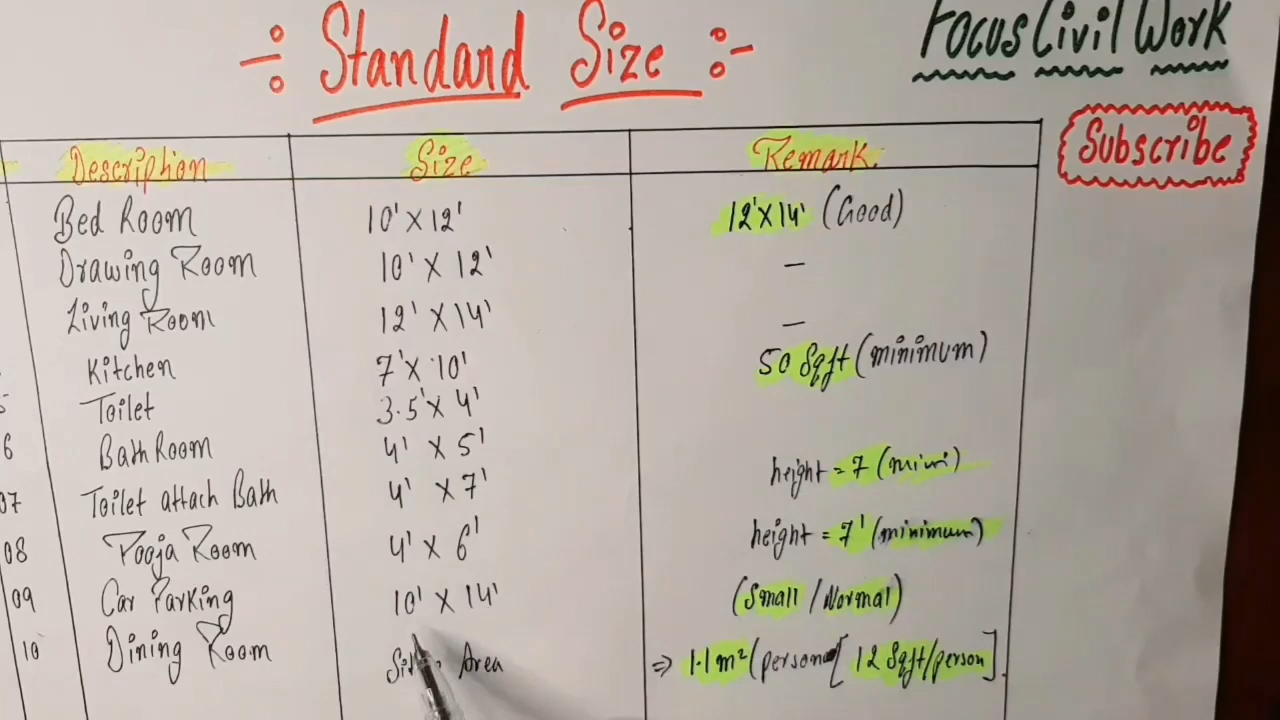 ÷ Standard Size :-
Focus Civil Work
Subscribe
Description Size Remark.
Bed Room 10' X 12' 12' X 14' (Good)
Drawing Room 10' X 12' —
Living Room 12' X 14' —
Kitchen 7' X 10' 50 Sqft (minimum)
5 Toilet 3.5' X 4'
6 Bath Room 4' X 5'
07 Toilet attach Bath 4' X 7' height = 7 (mini)
08 Pooja Room 4' X 6' height = 7' (minimum)
09 Car Parking 10' X 14' (Small / Normal)
10 Dining Room Area ⇒ 1.1 m² (person [ 12 Sqft/person ].